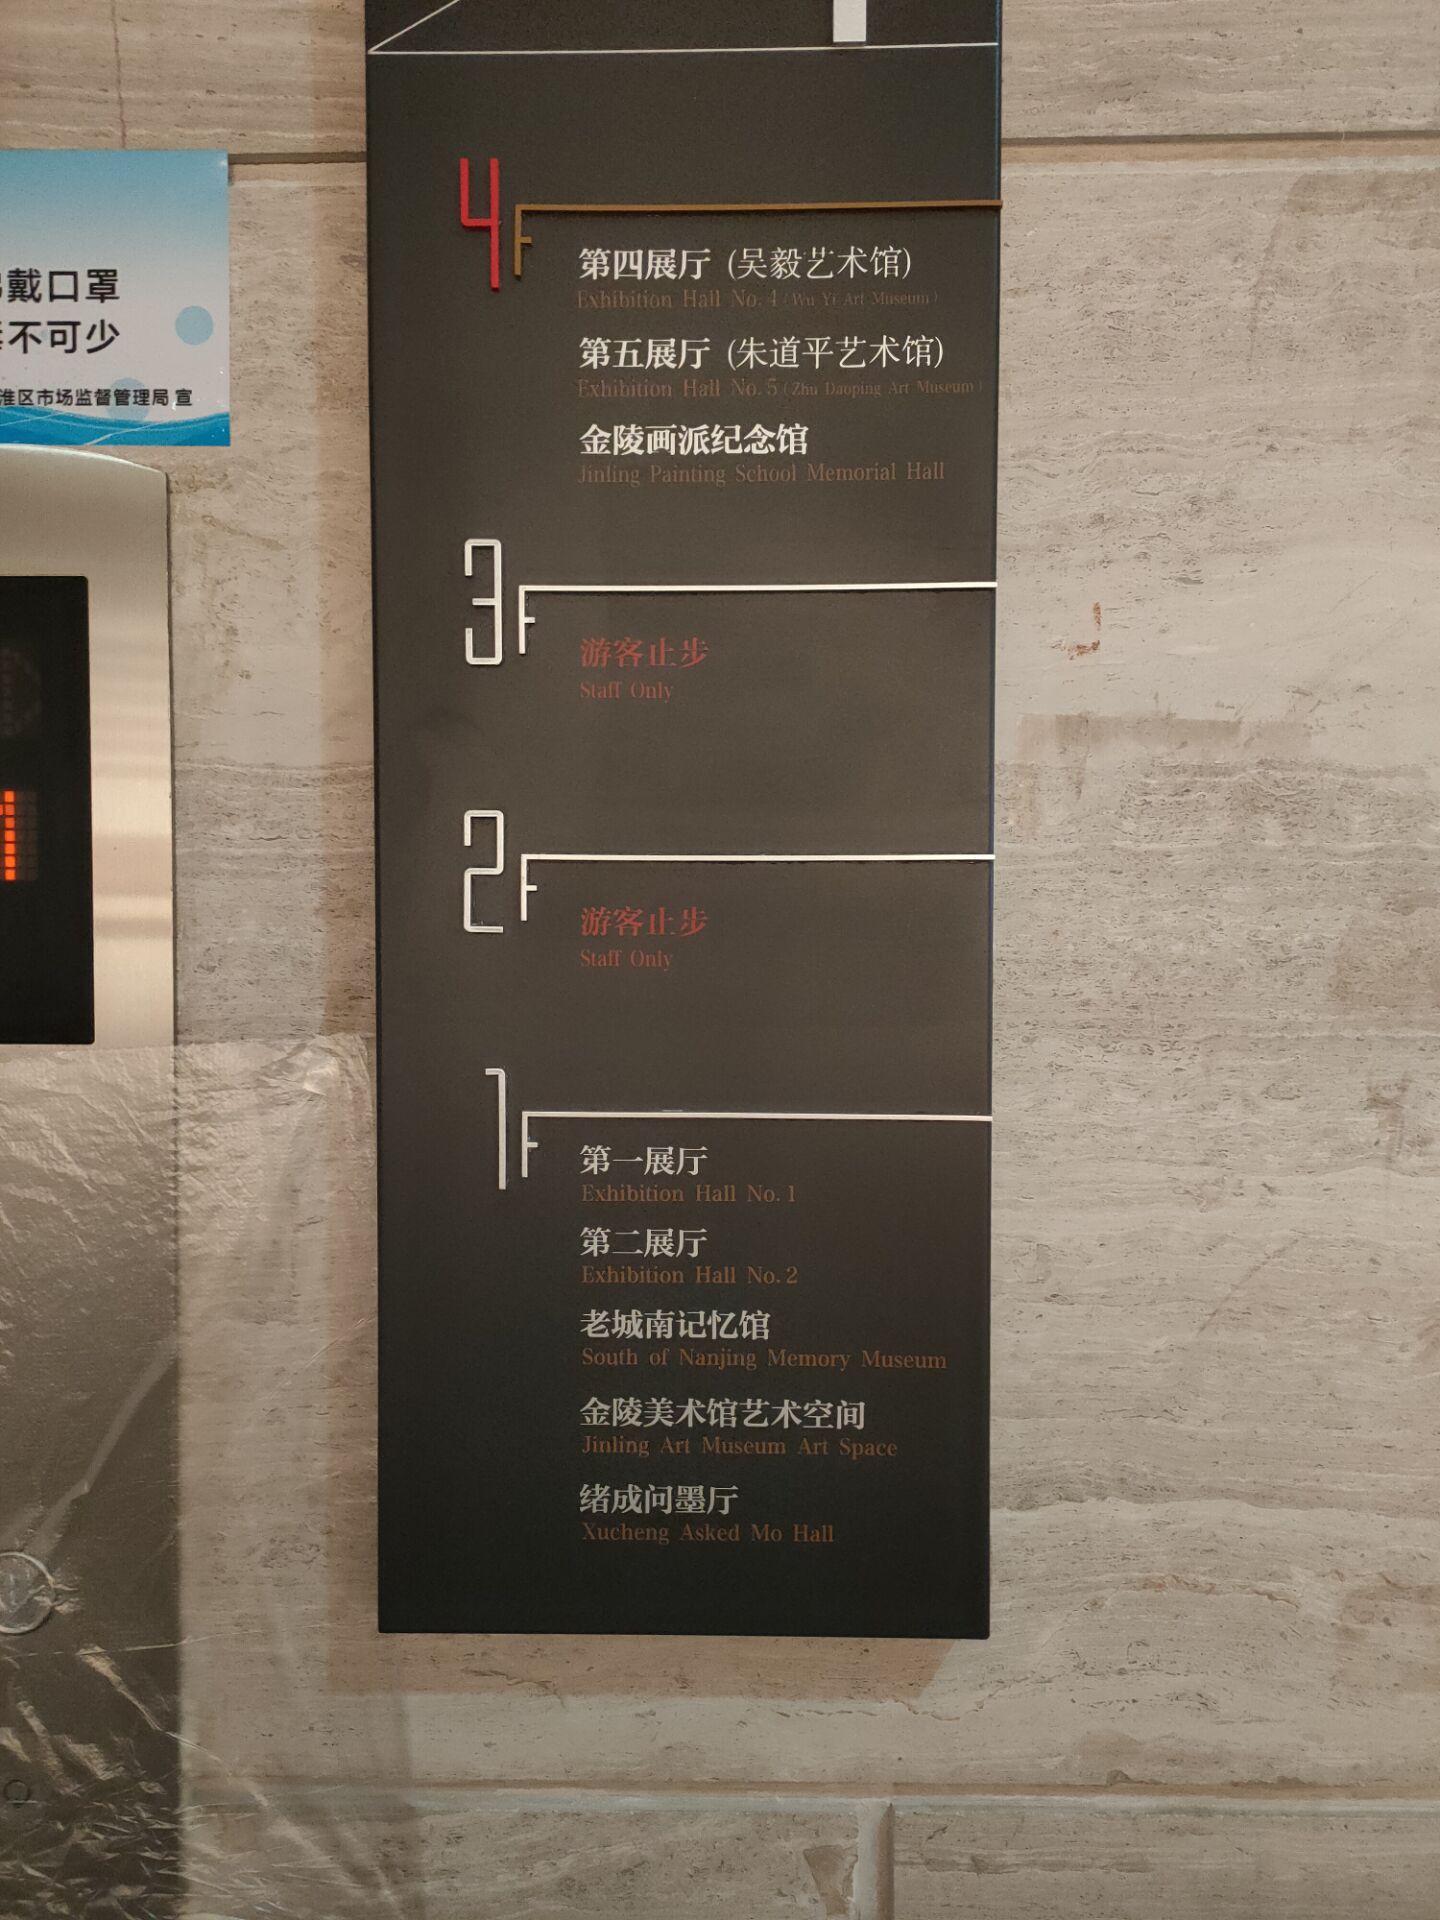 戴口罩
不可少
淮区市场监督管理局 宣
4F
第四展厅 (吴毅艺术馆)
Exhibition Hall No. 4 (Wu Yi Art Museum)
第五展厅 (朱道平艺术馆)
Exhibition Hall No. 5 (Zhu Daoping Art Museum)
金陵画派纪念馆
Jinling Painting School Memorial Hall
3F
游客止步
Staff Only
2F
游客止步
Staff Only
1
1F
第一展厅
Exhibition Hall No. 1
第二展厅
Exhibition Hall No. 2
老城南记忆馆
South of Nanjing Memory Museum
金陵美术馆艺术空间
Jinling Art Museum Art Space
绪成问墨厅
Xucheng Asked Mo Hall